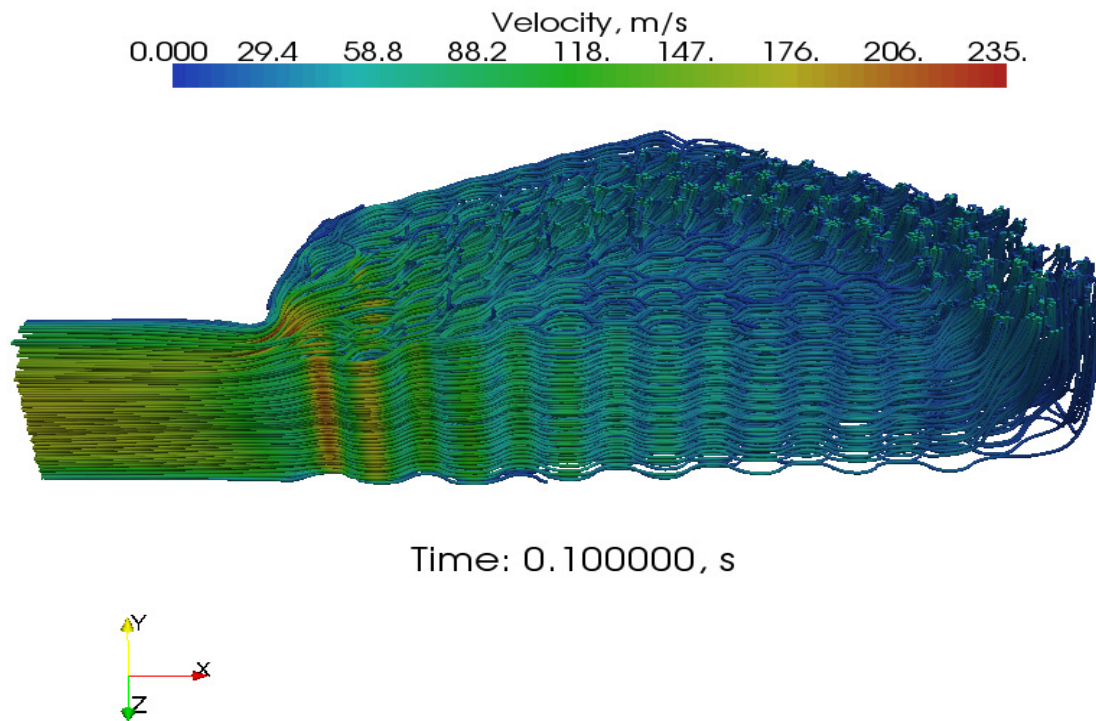 Velocity, m/s
0.000 29.4 58.8 88.2 118. 147. 176. 206. 235.
Time: 0.100000, s
Y
X
Z